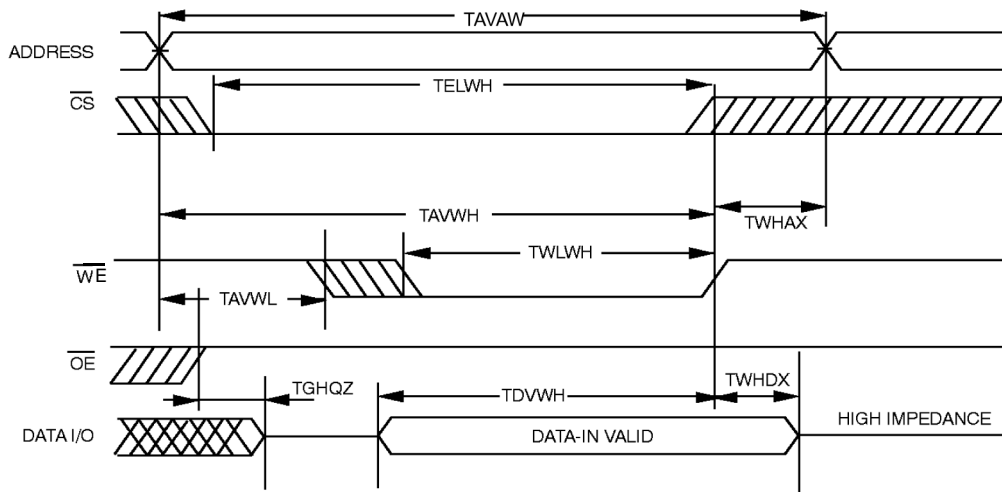 TAVAW
ADDRESS
TELWH
CS
TAVWH
TWHAX
TWLWH
WE
TAVWL
OE
TGHQZ
TDVWH
TWHDX
DATA I/O
DATA-IN VALID
HIGH IMPEDANCE